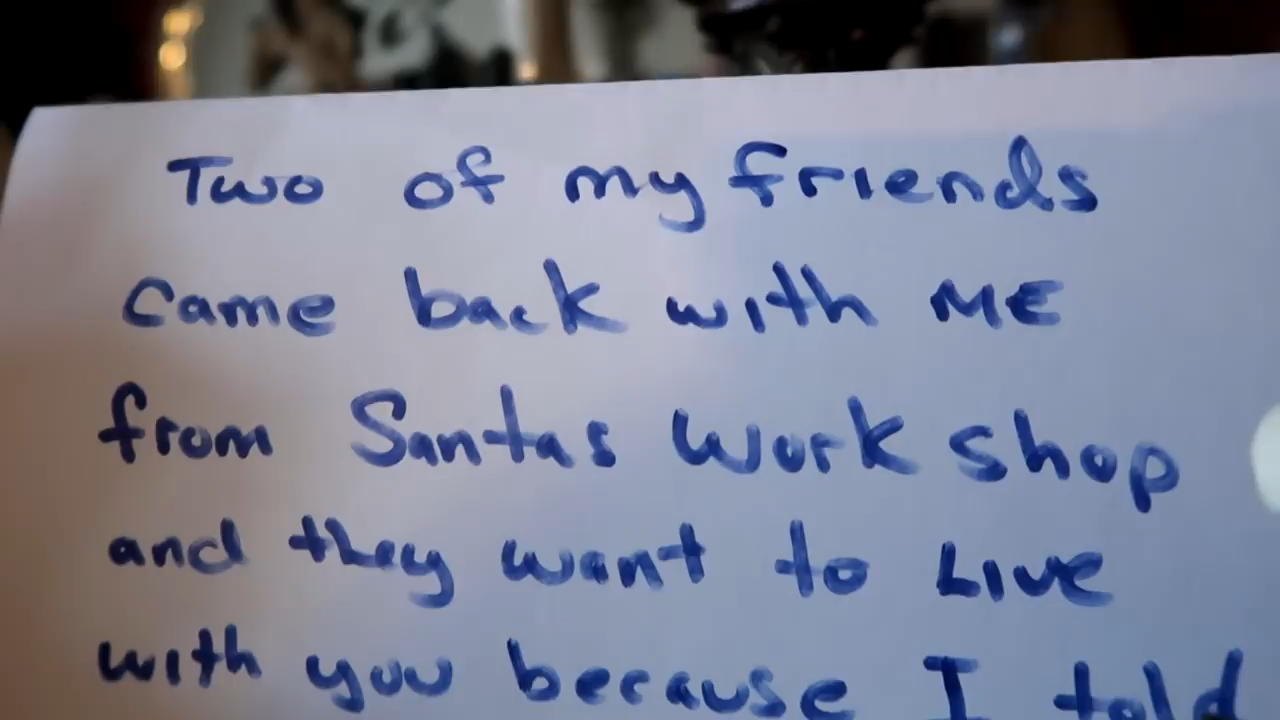 Two of my friends
came back with ME
from Santas Work shop
and they want to Live
with you because I told